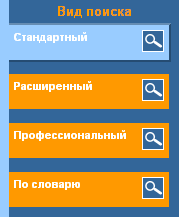 Вид поиска
Стандартный
Расширенный
Профессиональный
По словарю